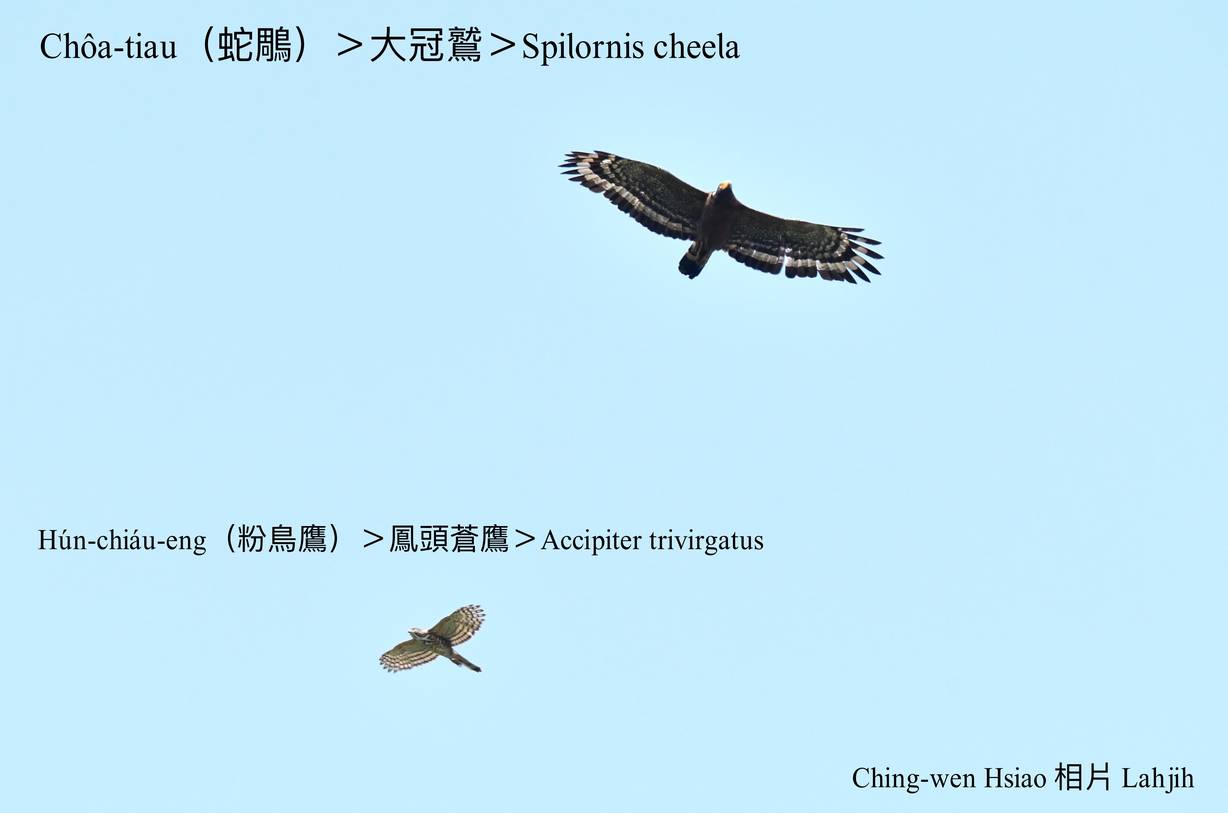 Chôa-tiau（蛇鵰）＞大冠鷲＞Spilornis cheela
Hún-chiáu-eng（粉鳥鷹）＞鳳頭蒼鷹＞Accipiter trivirgatus
Ching-wen Hsiao 相片 Lahjih